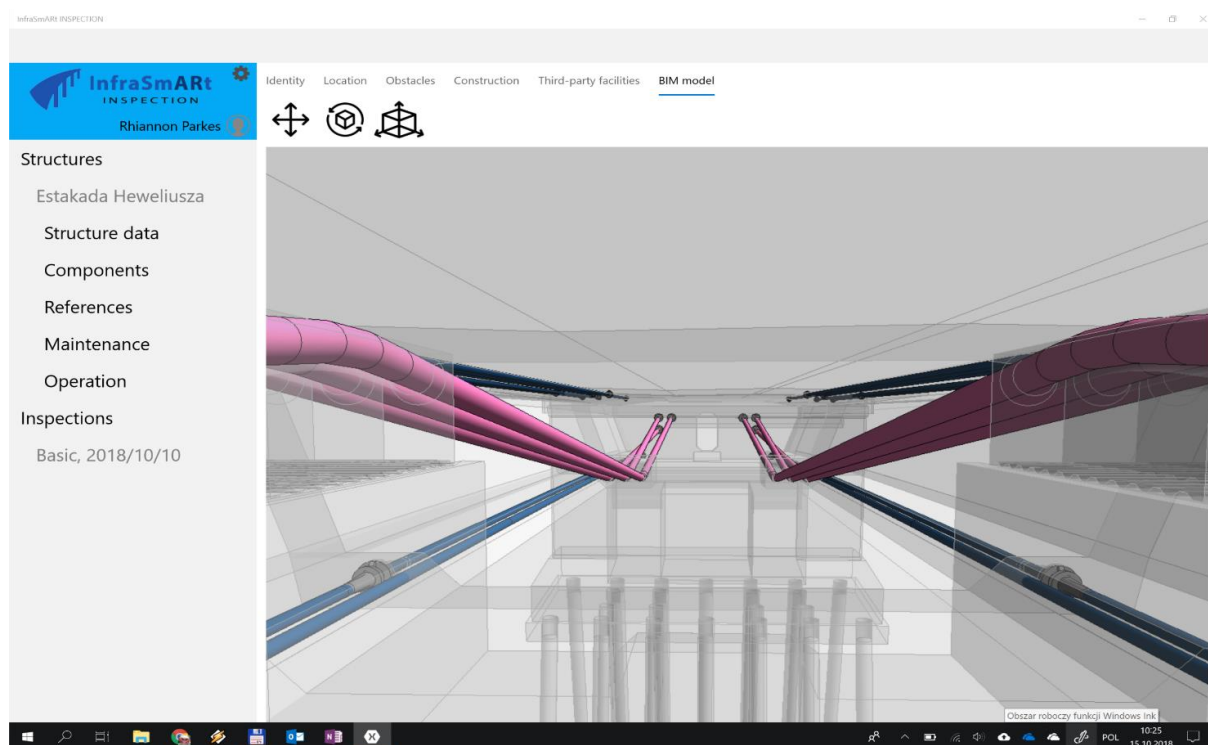 InfraSmARt INSPECTION
InfraSmARt
INSPECTION
Rhiannon Parkes
Identity Location Obstacles Construction Third-party facilities BIM model
Structures
Estakada Heweliusza
Structure data
Components
References
Maintenance
Operation
Inspections
Basic, 2018/10/10
Obszar roboczy funkcji Windows Ink
POL
10:25
15.10.2018